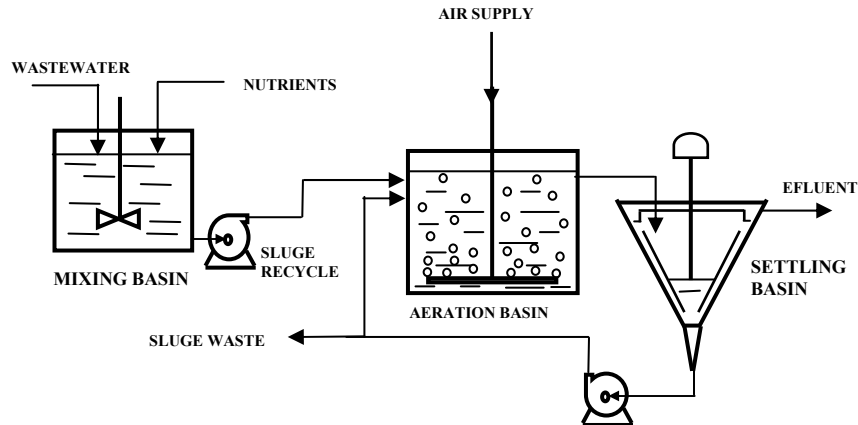 AIR SUPPLY
WASTEWATER
NUTRIENTS
EFLUENT
SLUGE
RECYCLE
MIXING BASIN
SETTLING
BASIN
AERATION BASIN
SLUGE WASTE